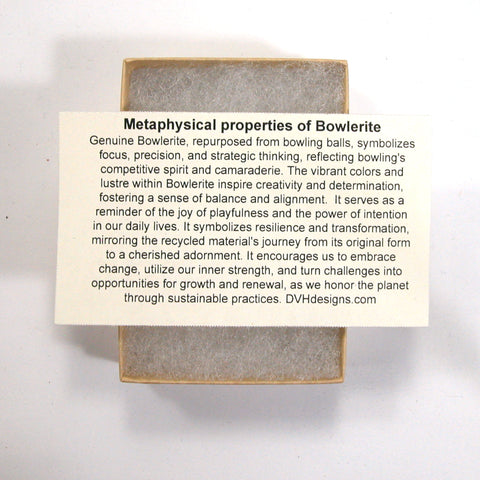 Metaphysical properties of Bowlerite
Genuine Bowlerite, repurposed from bowling balls, symbolizes
focus, precision, and strategic thinking, reflecting bowling's
competitive spirit and camaraderie. The vibrant colors and
lustre within Bowlerite inspire creativity and determination,
fostering a sense of balance and alignment. It serves as a
reminder of the joy of playfulness and the power of intention
in our daily lives. It symbolizes resilience and transformation,
mirroring the recycled material's journey from its original form
to a cherished adornment. It encourages us to embrace
change, utilize our inner strength, and turn challenges into
opportunities for growth and renewal, as we honor the planet
through sustainable practices. DVHdesigns.com